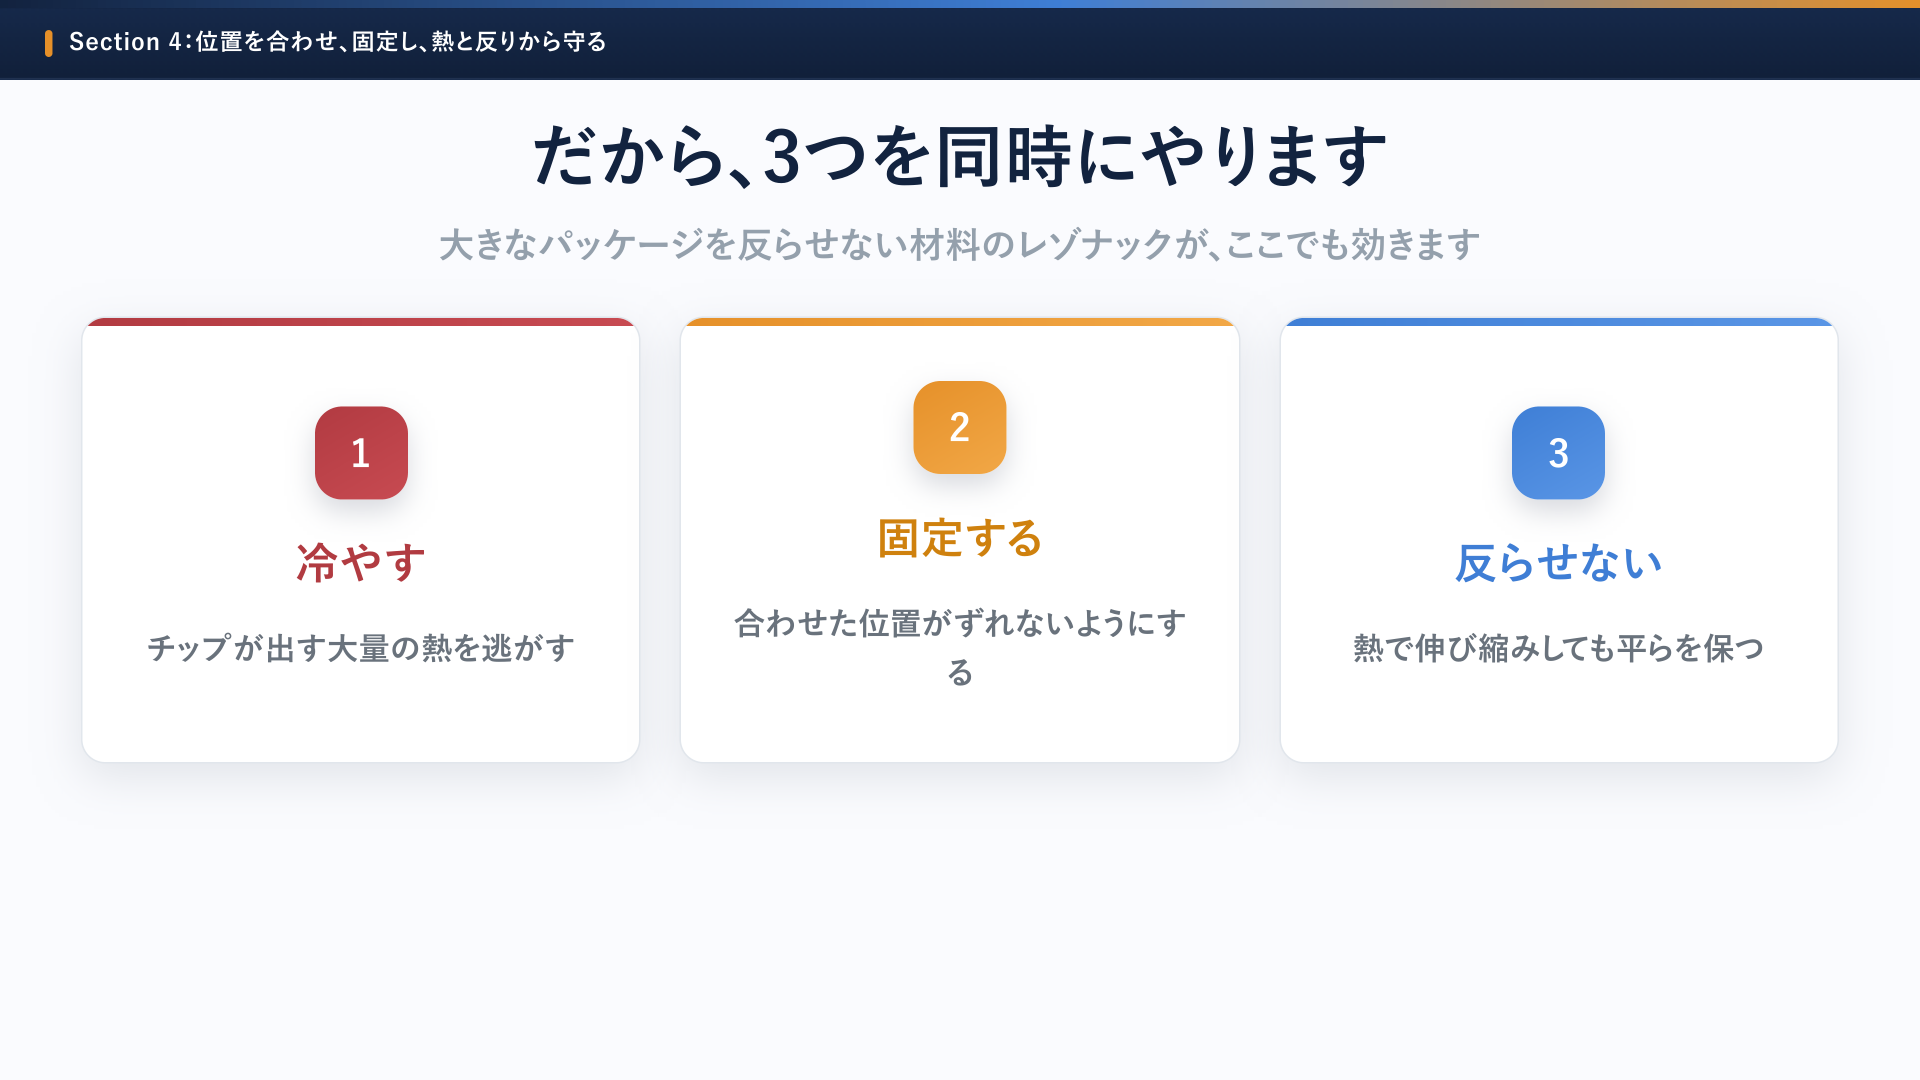 Section 4：位置を合わせ、固定し、熱と反りから守る
だから、3つを同時にやります
大きなパッケージを反らせない材料のレゾナックが、ここでも効きます
1
冷やす
チップが出す大量の熱を逃がす
2
固定する
合わせた位置がずれないようにす
る
3
反らせない
熱で伸び縮みしても平らを保つ